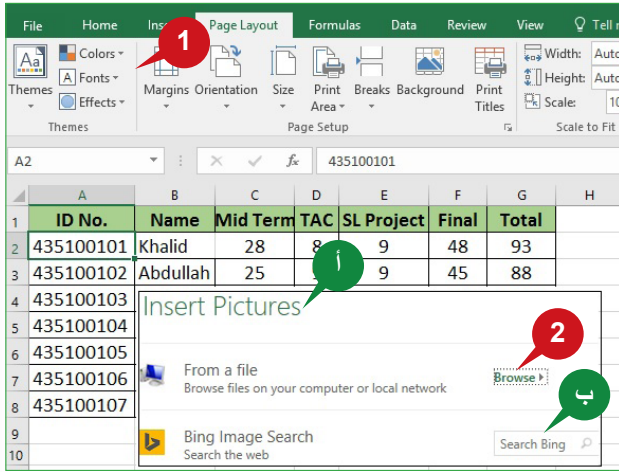 File Home Ins Page Layout Formulas Data Review View Tell
1
Themes Colors Fonts Effects Margins Orientation Size Print Area Breaks Background Print Titles Width: Auto Height: Auto Scale: 10
Themes Page Setup Scale to Fit
A2 fx 435100101
A B C D E F G H
1 ID No. Name Mid Term TAC SL Project Final Total
2 435100101 Khalid 28 8 9 48 93
أ
3 435100102 Abdullah 25 9 45 88
4 435100103
5 435100104
6 435100105
7 435100106
8 435100107
9
10
Insert Pictures
2
From a file
Browse files on your computer or local network
Browse
ب
Bing Image Search
Search the web
Search Bing